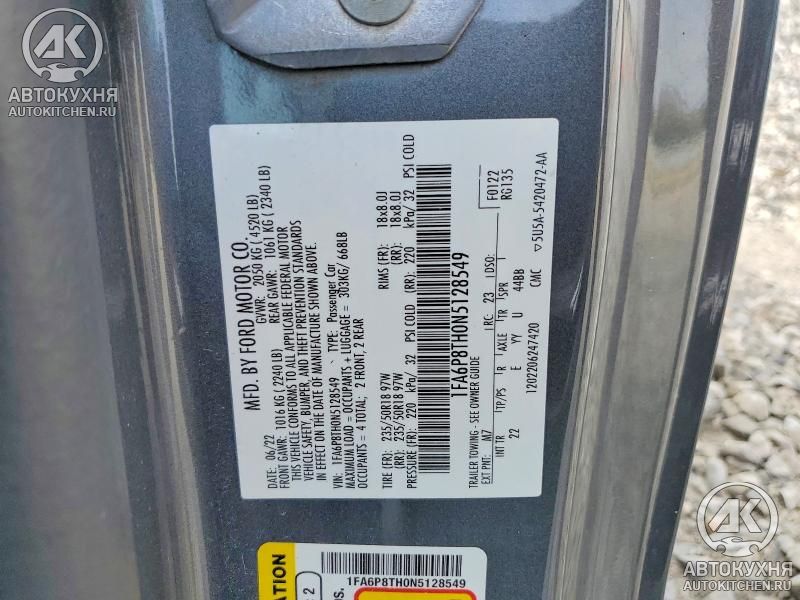 АК
АВТОКУХНЯ
AUTOKITCHEN.RU
MFD. BY FORD MOTOR CO.
DATE: 06/22 GVWR: 2050 KG ( 4520 LB)
FRONT GAWR: 1016 KG (2240 LB) REAR GAWR: 1061 KG ( 2340 LB)
THIS VEHICLE CONFORMS TO ALL APPLICABLE FEDERAL MOTOR
VEHICLE SAFETY, BUMPER, AND THEFT PREVENTION STANDARDS
IN EFFECT ON THE DATE OF MANUFACTURE SHOWN ABOVE.
VIN: 1FA6P8TH0N5128549 TYPE: Passenger Car
MAXIMUM LOAD = OCCUPANTS + LUGGAGE = 303KG/ 668LB
OCCUPANTS = 4 TOTAL; 2 FRONT, 2 REAR
TIRE (FR): 235/50R18 97W RIMS (FR): 18x8.0J
(RR): 235/50R18 97W (RR): 18x8.0J
PRESSURE (FR): 220 kPa/ 32 PSI COLD (RR): 220 kPa/ 32 PSI COLD
1FA6P8TH0N5128549
TRAILER TOWING - SEE OWNER GUIDE F0122
RG135
EXT PNT: M7 RC: 23 DSO:
INT TR TP/PS R AXLE TR SPR
22 E YY U 44BB
1202206247420 CMC ▽5U5A-5420472-AA
1FA6P8TH0N5128549
АК
АВТОКУХНЯ
AUTOKITCHEN.RU